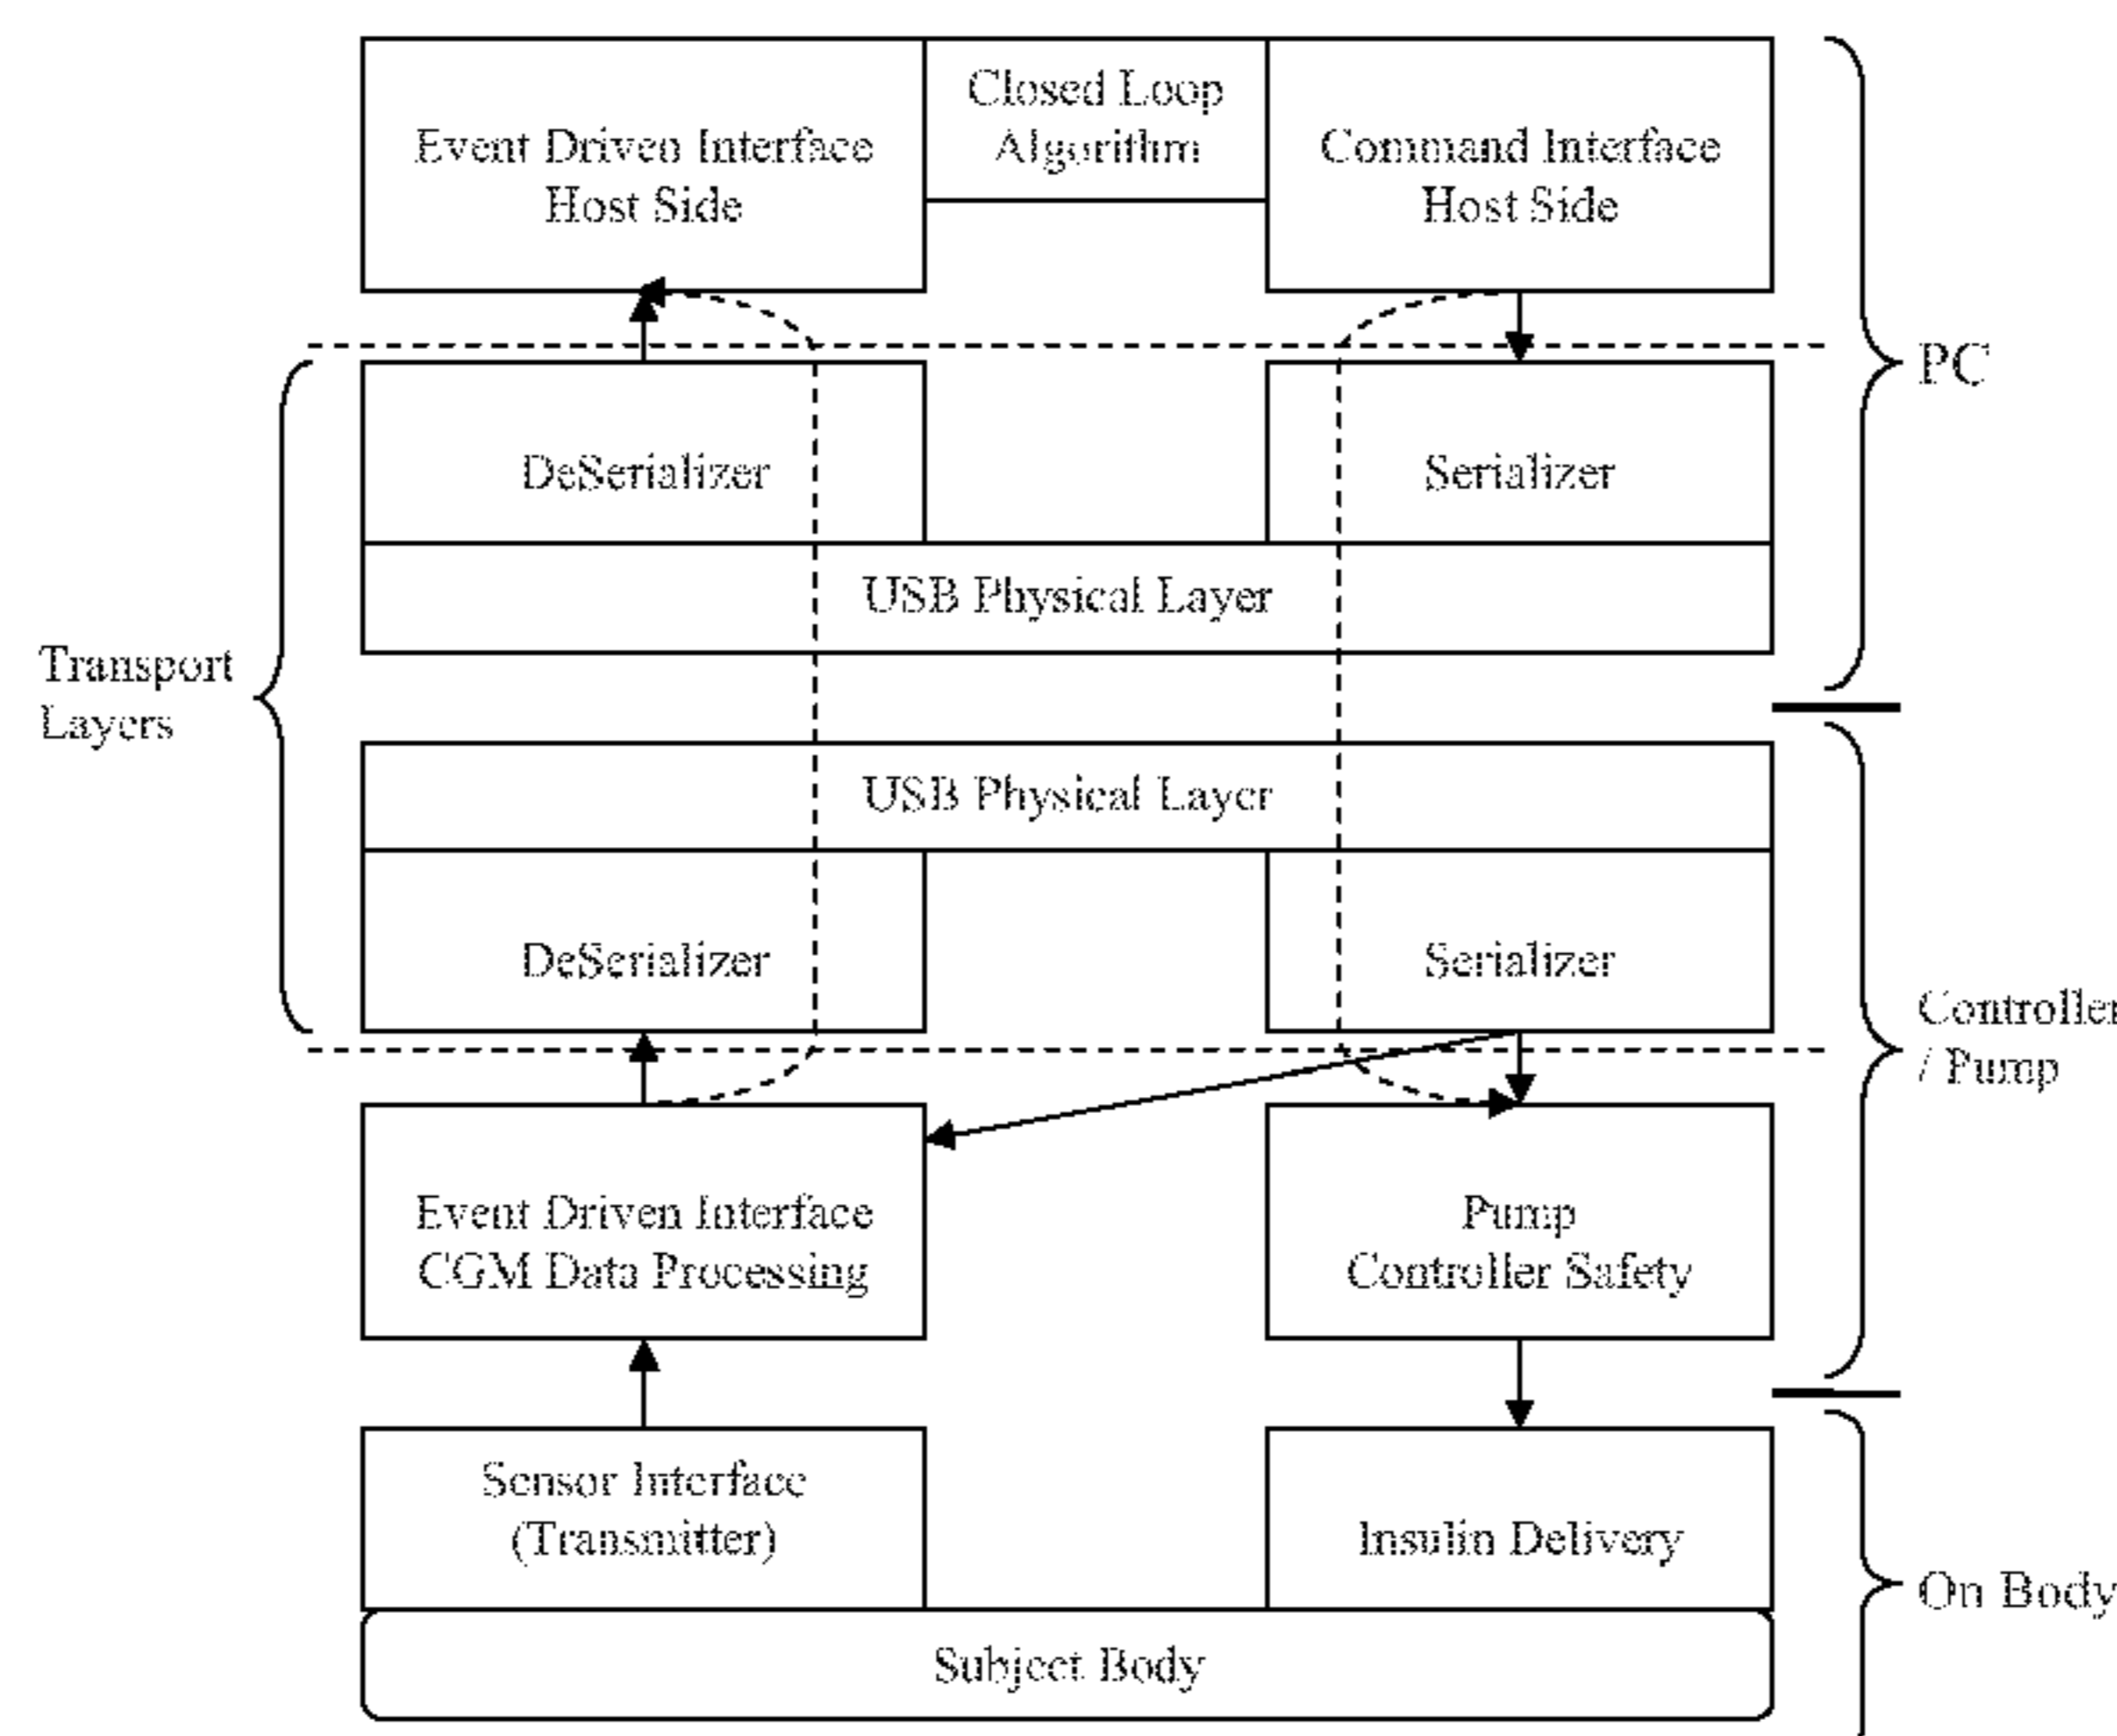 Closed Loop
Algorithm
Event Driven Interface
Host Side
Command Interface
Host Side
PC
DeSerializer
Serializer
USB Physical Layer
Transport
Layers
USB Physical Layer
DeSerializer
Serializer
Controller
/ Pump
Event Driven Interface
CGM Data Processing
Pump
Controller Safety
Sensor Interface
(Transmitter)
Insulin Delivery
On Body
Subject Body